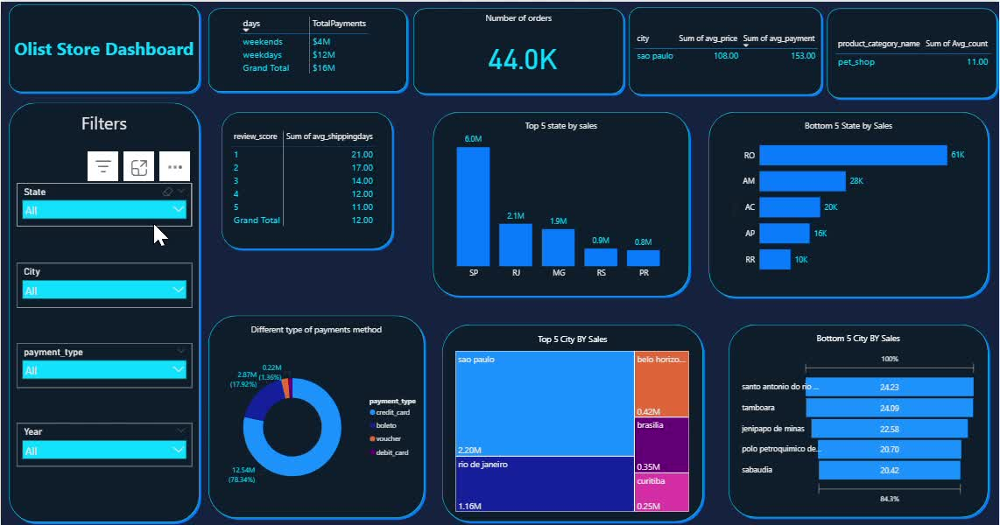 Olist Store Dashboard
days TotalPayments
weekends $4M
weekdays $12M
Grand Total $16M
Number of orders
44.0K
city Sum of avg_price Sum of avg_payment
sao paulo 108.00 153.00
product_category_name Sum of Avg_count
pet_shop 11.00
Filters
State
All
City
All
payment_type
All
Year
All
review_score Sum of avg_shippingdays
1 21.00
2 17.00
3 14.00
4 12.00
5 11.00
Grand Total 12.00
Top 5 state by sales
6.0M
2.1M
1.9M
0.9M
0.8M
SP RJ MG RS PR
Bottom 5 State by Sales
RO 61K
AM 28K
AC 20K
AP 16K
RR 10K
Different type of payments method
0.22M
(1.36%)
2.87M
(17.92%)
12.54M
(78.34%)
payment_type
credit_card
boleto
voucher
debit_card
Top 5 City BY Sales
sao paulo
2.20M
rio de janeiro
1.16M
belo horizo...
0.42M
brasilia
0.35M
curitiba
0.25M
Bottom 5 City BY Sales
100%
santo antonio do rio ... 24.23
tamboara 24.09
jenipapo de minas 22.58
polo petroquimico de... 20.70
sabaudia 20.42
84.3%